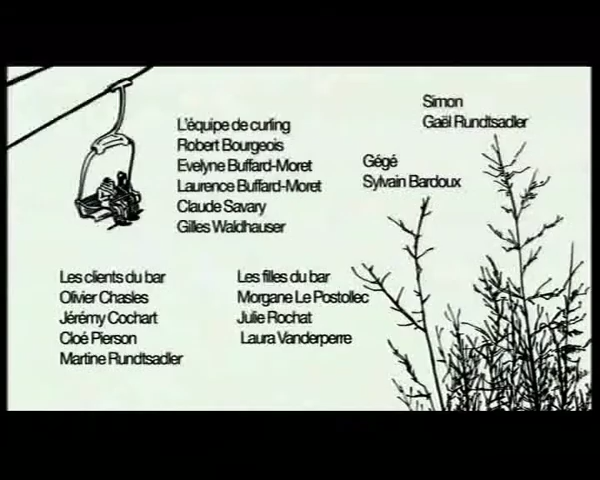 Simon
Gaël Rundtsadler
L'équipe de curling
Robert Bourgeois
Evelyne Buffard-Moret
Laurence Buffard-Moret
Claude Savary
Gilles Waldhauser
Gégé
Sylvain Bardoux
Les clients du bar
Olivier Chasles
Jérémy Cochart
Cloé Pierson
Martine Rundtsadler
Les filles du bar
Morgane Le Postollec
Julie Rochat
Laura Vanderperre